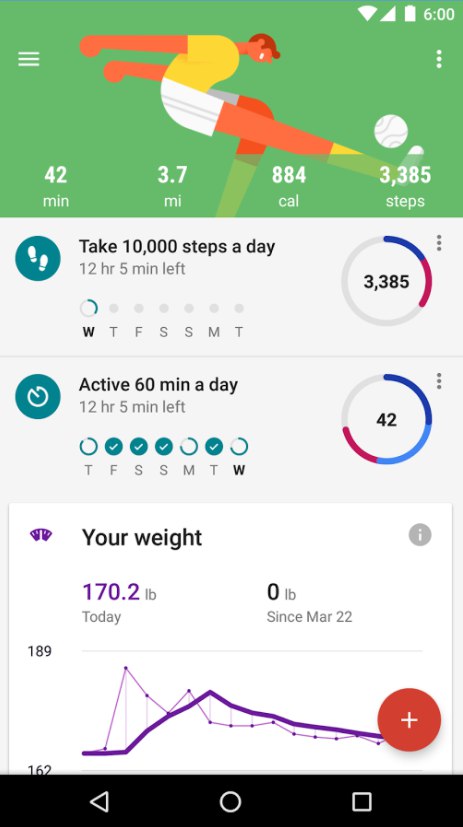 6:00
42 3.7 884 3,385
min mi cal steps
Take 10,000 steps a day
12 hr 5 min left
3,385
W T F S S M T
Active 60 min a day
12 hr 5 min left
42
T F S S M T W
Your weight
170.2 lb 0 lb
Today Since Mar 22
189
162